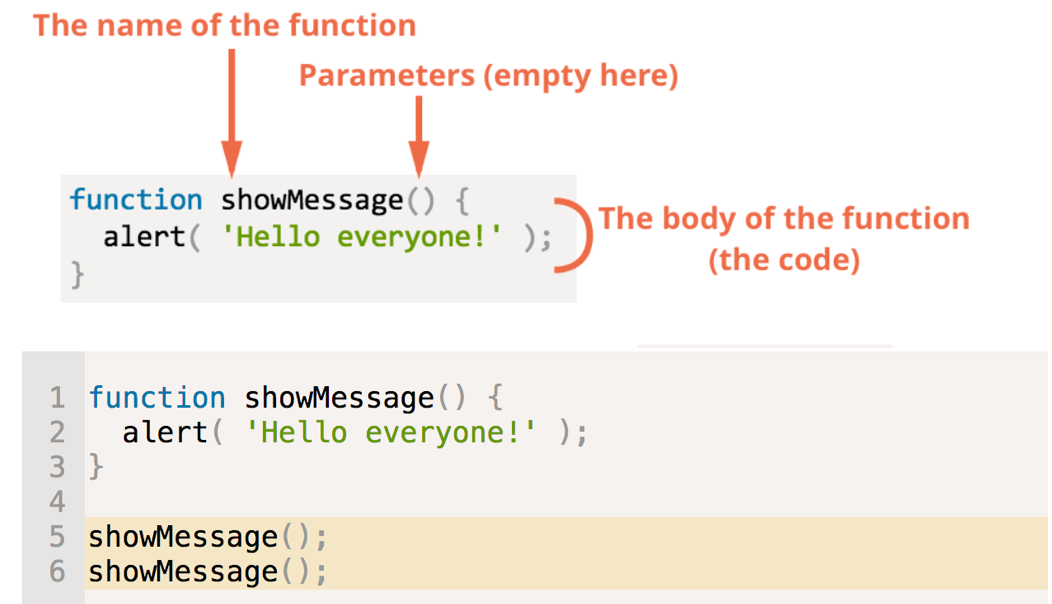 The name of the function
Parameters (empty here)
function showMessage() {
  alert( 'Hello everyone!' );
}
The body of the function
(the code)
1 function showMessage() {
2   alert( 'Hello everyone!' );
3 }
4
5 showMessage();
6 showMessage();